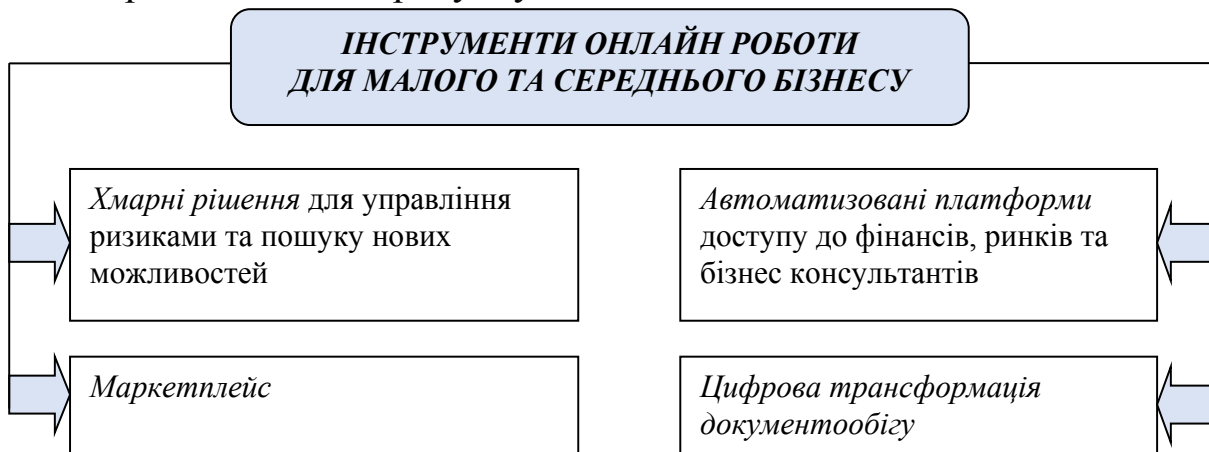 ІНСТРУМЕНТИ ОНЛАЙН РОБОТИ
ДЛЯ МАЛОГО ТА СЕРЕДНЬОГО БІЗНЕСУ
Хмарні рішення для управління
ризиками та пошуку нових
можливостей
Автоматизовані платформи
доступу до фінансів, ринків та
бізнес консультантів
Маркетплейс
Цифрова трансформація
документообігу